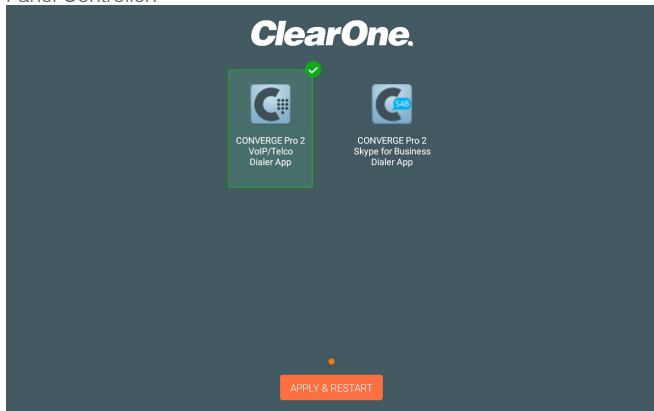 Panel Controller.
ClearOne.
CONVERGE Pro 2
VoIP/Telco
Dialer App
S4B
CONVERGE Pro 2
Skype for Business
Dialer App
APPLY & RESTART